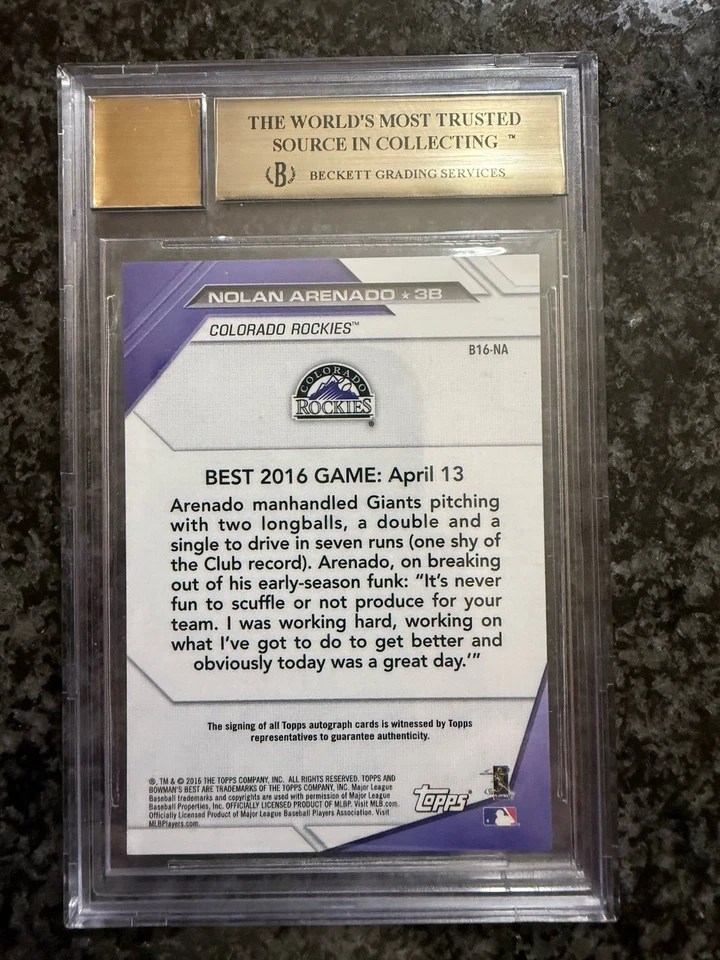 THE WORLD'S MOST TRUSTED
SOURCE IN COLLECTING ™
B BECKETT GRADING SERVICES
NOLAN ARENADO ★ 3B
COLORADO ROCKIES™
B16-NA
COLORADO
ROCKIES
®
BEST 2016 GAME: April 13
Arenado manhandled Giants pitching
with two longballs, a double and a
single to drive in seven runs (one shy of
the Club record). Arenado, on breaking
out of his early-season funk: “It’s never
fun to scuffle or not produce for your
team. I was working hard, working on
what I’ve got to do to get better and
obviously today was a great day.’”
The signing of all Topps autograph cards is witnessed by Topps
representatives to guarantee authenticity.
®, TM & © 2016 THE TOPPS COMPANY, INC. ALL RIGHTS RESERVED. TOPPS AND
BOWMAN'S BEST ARE TRADEMARKS OF THE TOPPS COMPANY, INC. Major League
Baseball trademarks and copyrights are used with permission of Major League
Baseball Properties, Inc. OFFICIALLY LICENSED PRODUCT OF MLBP. Visit MLB.com.
Officially Licensed Product of Major League Baseball Players Association. Visit
MLBPlayers.com.
topps